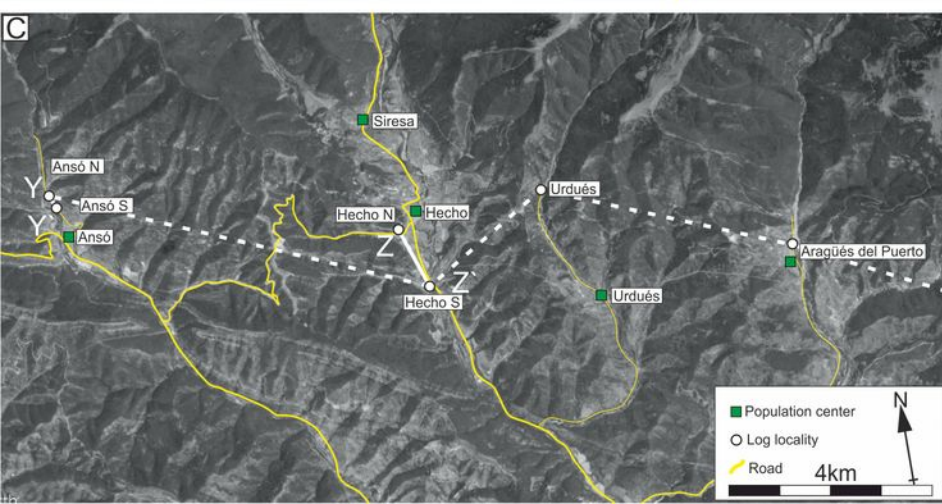 C
Siresa
Ansó N
Y
Ansó S
Y`
Ansó
Urdués
Hecho N
Hecho
Z
Z`
Hecho S
Aragüés del Puerto
Urdués
Population center
Log locality
Road
N
4km